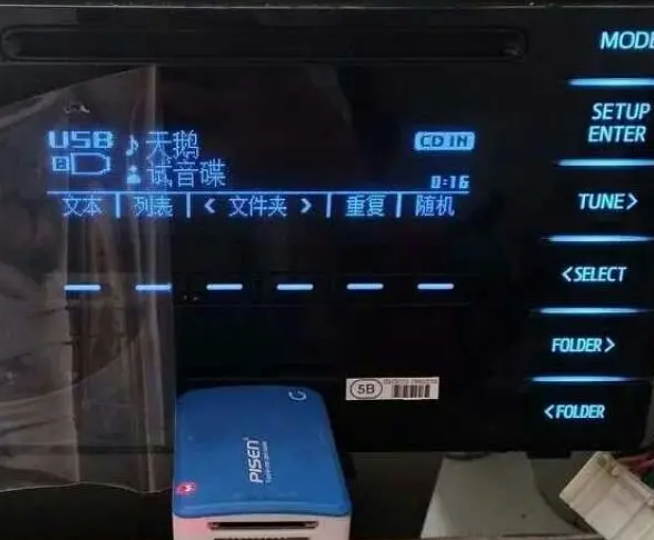 MODE
SETUP
ENTER
USB ♪ 天鹅
CD IN
试音碟
0:16
文本 | 列表 | < 文件夹 > | 重复 | 随机
TUNE>
<SELECT
FOLDER>
<FOLDER
5B
PISEN